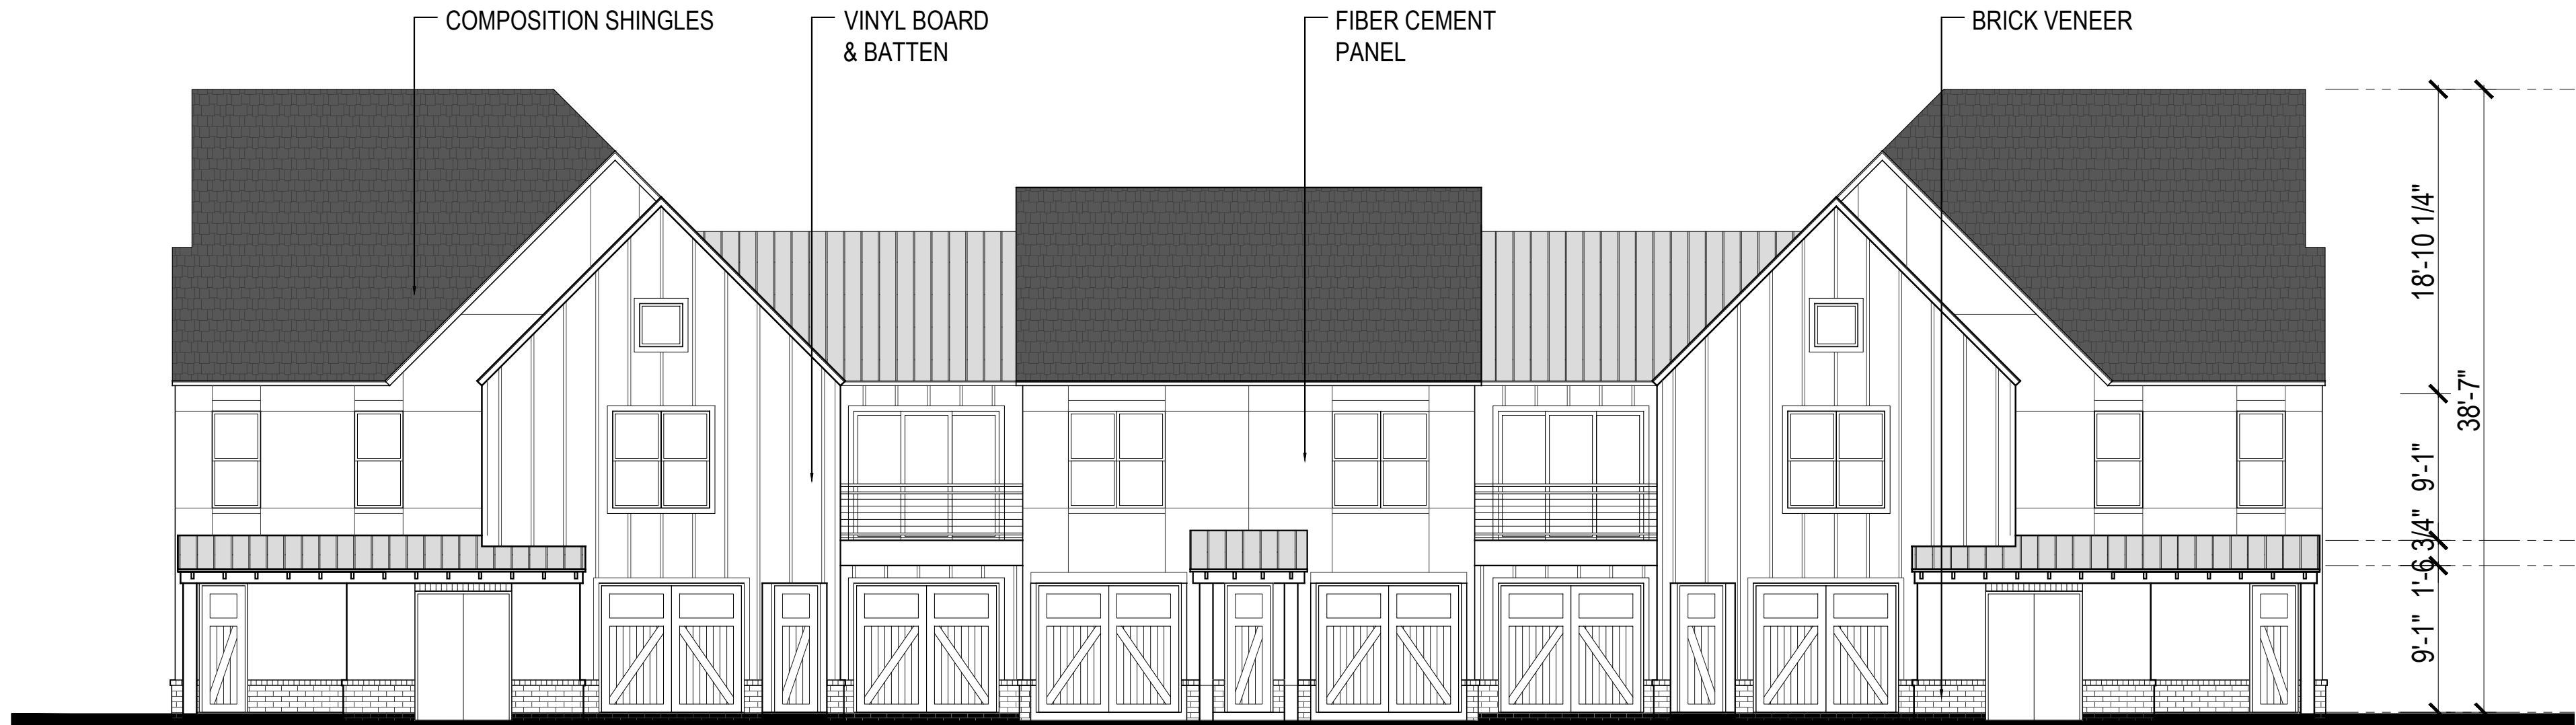 COMPOSITION SHINGLES
VINYL BOARD
& BATTEN
FIBER CEMENT
PANEL
BRICK VENEER
18'-10 1/4"
38'-7"
9'-1"
1'-6 3/4"
9'-1"